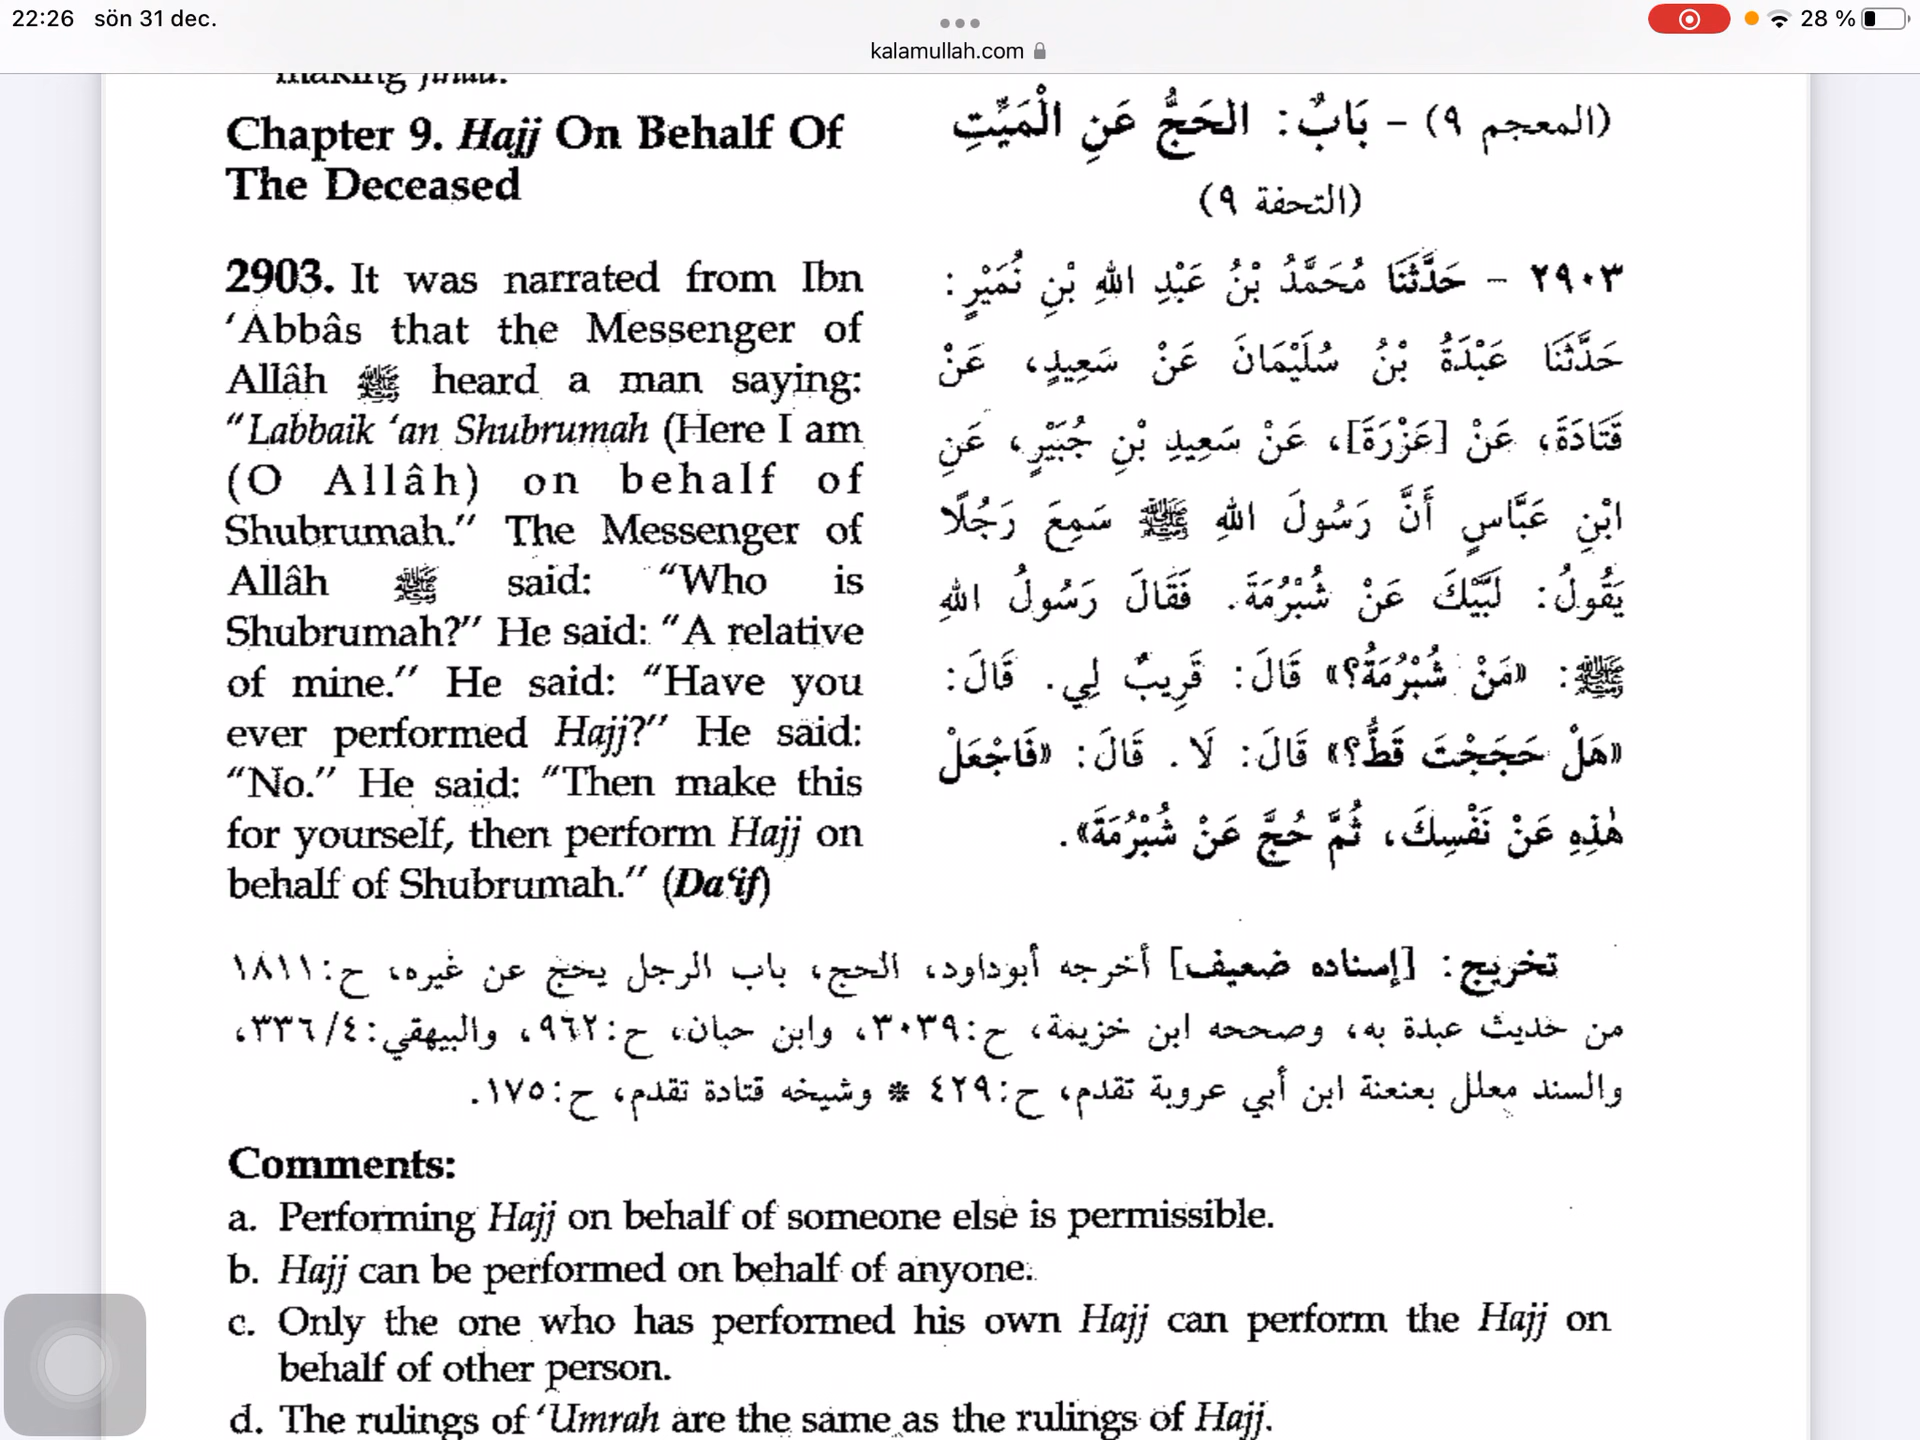 22:26 sön 31 dec.
28 %
kalamullah.com
making jihad.
Chapter 9. Hajj On Behalf Of
The Deceased
(المعجم ٩) - بَابٌ: الْحَجُّ عَنِ الْمَيِّتِ
(التحفة ٩)
2903. It was narrated from Ibn
‘Abbâs that the Messenger of
Allâh ﷺ heard a man saying:
“Labbaik ‘an Shubrumah (Here I am
(O Allâh) on behalf of
Shubrumah.” The Messenger of
Allâh ﷺ said: “Who is
Shubrumah?” He said: “A relative
of mine.” He said: “Have you
ever performed Hajj?” He said:
“No.” He said: “Then make this
for yourself, then perform Hajj on
behalf of Shubrumah.” (Da‘if)
٢٩٠٣ - حَدَّثَنَا مُحَمَّدُ بْنُ عَبْدِ اللهِ بْنِ نُمَيْرٍ:
حَدَّثَنَا عَبْدَةُ بْنُ سُلَيْمَانَ عَنْ سَعِيدٍ، عَنْ
قَتَادَةَ، عَنْ [عَزْرَةَ]، عَنْ سَعِيدِ بْنِ جُبَيْرٍ، عَنِ
ابْنِ عَبَّاسٍ أَنَّ رَسُولَ اللهِ ﷺ سَمِعَ رَجُلًا
يَقُولُ: لَبَّيْكَ عَنْ شُبْرُمَةَ. فَقَالَ رَسُولُ اللهِ
ﷺ: «مَنْ شُبْرُمَةُ؟» قَالَ: قَرِيبٌ لِي. قَالَ:
«هَلْ حَجَجْتَ قَطُّ؟» قَالَ: لَا. قَالَ: «فَاجْعَلْ
هٰذِهِ عَنْ نَفْسِكَ، ثُمَّ حُجَّ عَنْ شُبْرُمَةَ».
تخريج: [إسناده ضعيف] أخرجه أبوداود، الحج، باب الرجل يحج عن غيره، ح:١٨١١
من حديث عبدة به، وصححه ابن خزيمة، ح:٣٠٣٩، وابن حبان، ح:٩٦٢، والبيهقي:٣٣٦/٤،
والسند معلل بعنعنة ابن أبي عروبة تقدم، ح:٤٢٩ * وشيخه قتادة تقدم، ح:١٧٥.
Comments:
a. Performing Hajj on behalf of someone else is permissible.
b. Hajj can be performed on behalf of anyone.
c. Only the one who has performed his own Hajj can perform the Hajj on
behalf of other person.
d. The rulings of ‘Umrah are the same as the rulings of Hajj.